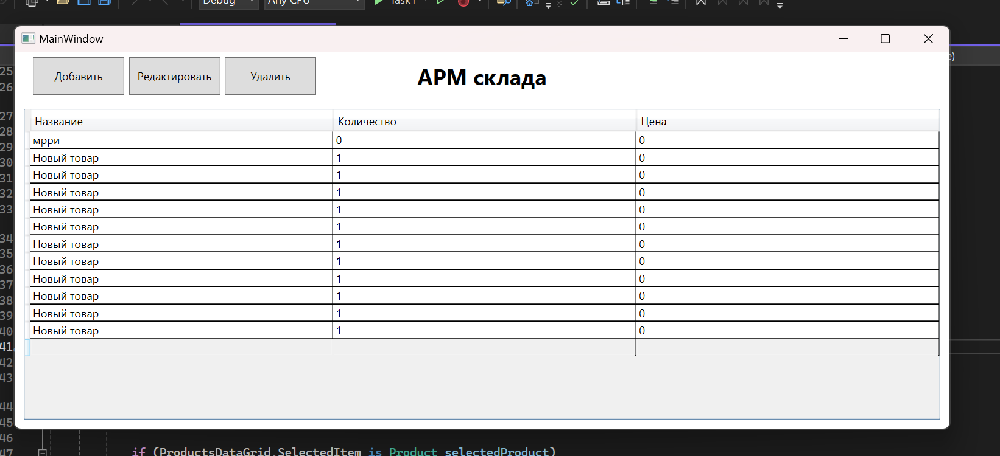 Debug Any CPU Task1
MainWindow
e)
Добавить Редактировать Удалить АРМ склада
Название Количество Цена
мрри 0 0
Новый товар 1 0
Новый товар 1 0
Новый товар 1 0
Новый товар 1 0
Новый товар 1 0
Новый товар 1 0
Новый товар 1 0
Новый товар 1 0
Новый товар 1 0
Новый товар 1 0
Новый товар 1 0
25
26
27
28
29
30
31
32
33
34
35
36
37
38
39
40
41
42
43
44
45
46
47 if (ProductsDataGrid.SelectedItem is Product selectedProduct)